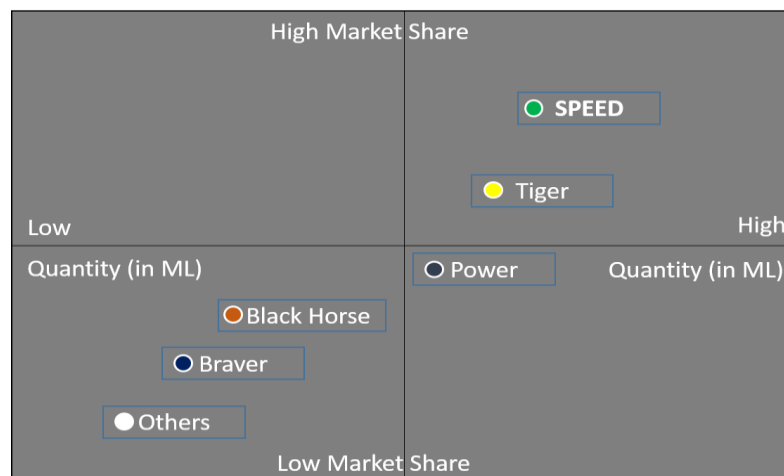 High Market Share
SPEED
Tiger
Low
High
Quantity (in ML)
Power
Quantity (in ML)
Black Horse
Braver
Others
Low Market Share